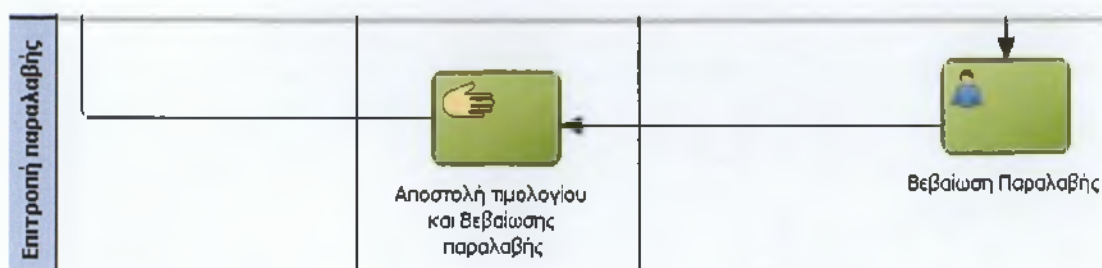 Επιτροπή παραλαβής
Αποστολή τιμολογίου
και Βεβαίωσης
παραλαβής
Βεβαίωση Παραλαβής